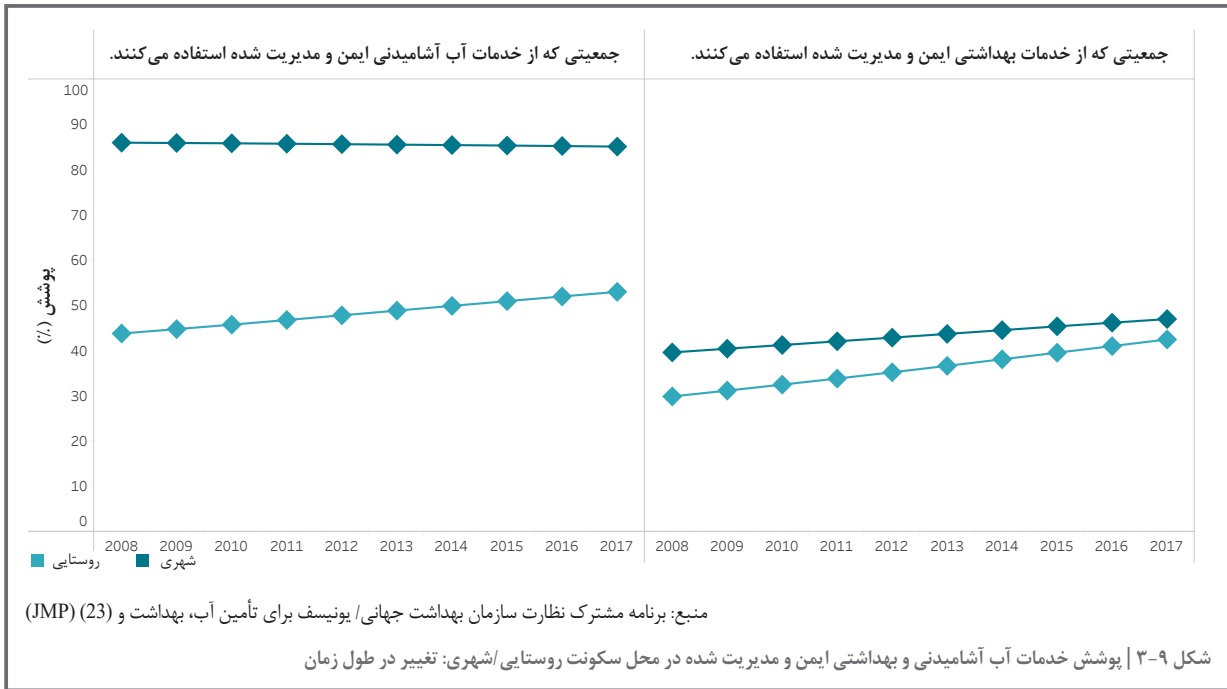 جمعیتی که از خدمات آب آشامیدنی ایمن و مدیریت شده استفاده می‌کنند.
جمعیتی که از خدمات بهداشتی ایمن و مدیریت شده استفاده می‌کنند.
پوشش (٪)
100
90
80
70
60
50
40
30
20
10
0
2008 2009 2010 2011 2012 2013 2014 2015 2016 2017
2008 2009 2010 2011 2012 2013 2014 2015 2016 2017
روستایی
شهری
منبع: برنامه مشترک نظارت سازمان بهداشت جهانی/ یونیسف برای تأمین آب، بهداشت و (JMP) (23)
شکل ۹-۳ | پوشش خدمات آب آشامیدنی و بهداشتی ایمن و مدیریت شده در محل سکونت روستایی/شهری: تغییر در طول زمان